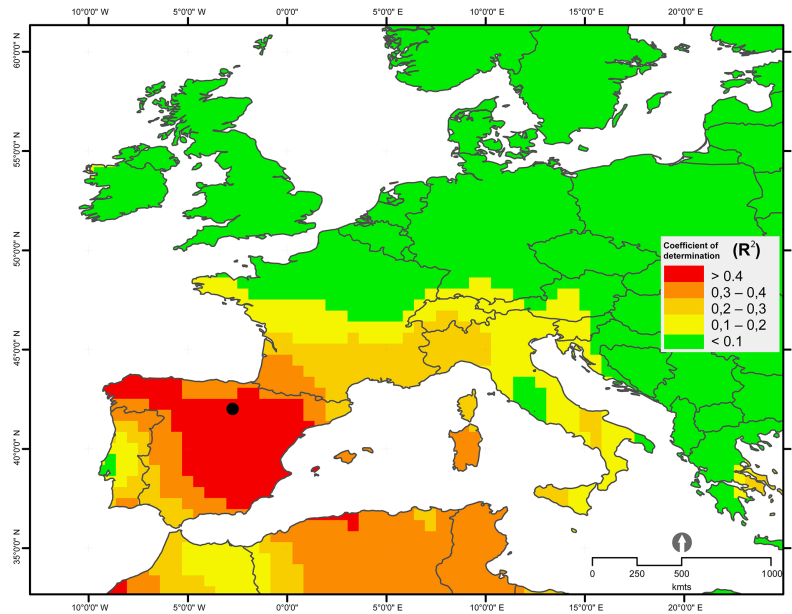 10°0'0" W 5°0'0"W 0°0'0" 5°0'0" E 10°0'0" E 15°0'0" E 20°0'0" E
60°0'0" N
55°0'0" N
50°0'0" N
45°0'0" N
40°0'0" N
35°0'0" N
Coefficient of
determination (R²)
> 0.4
0,3 – 0,4
0,2 – 0,3
0,1 – 0,2
< 0.1
0 250 500 1000
kmts
10°0'0" W 5°0'0"W 0°0'0" 5°0'0" E 10°0'0" E 15°0'0" E 20°0'0" E